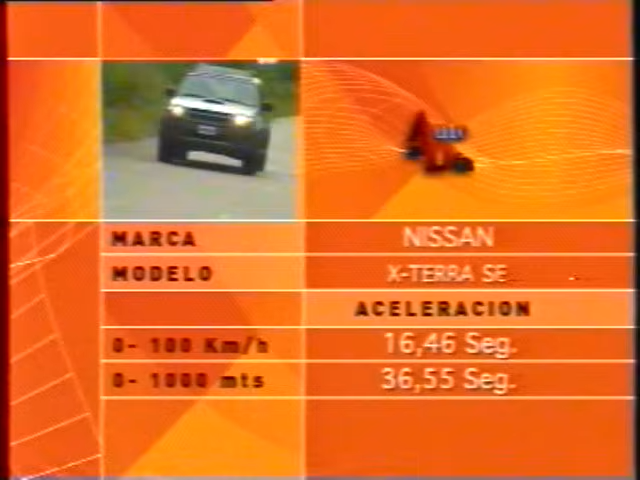 MARCA NISSAN
MODELO X-TERRA SE
ACELERACION
0- 100 Km/h 16,46 Seg.
0- 1000 mts 36,55 Seg.